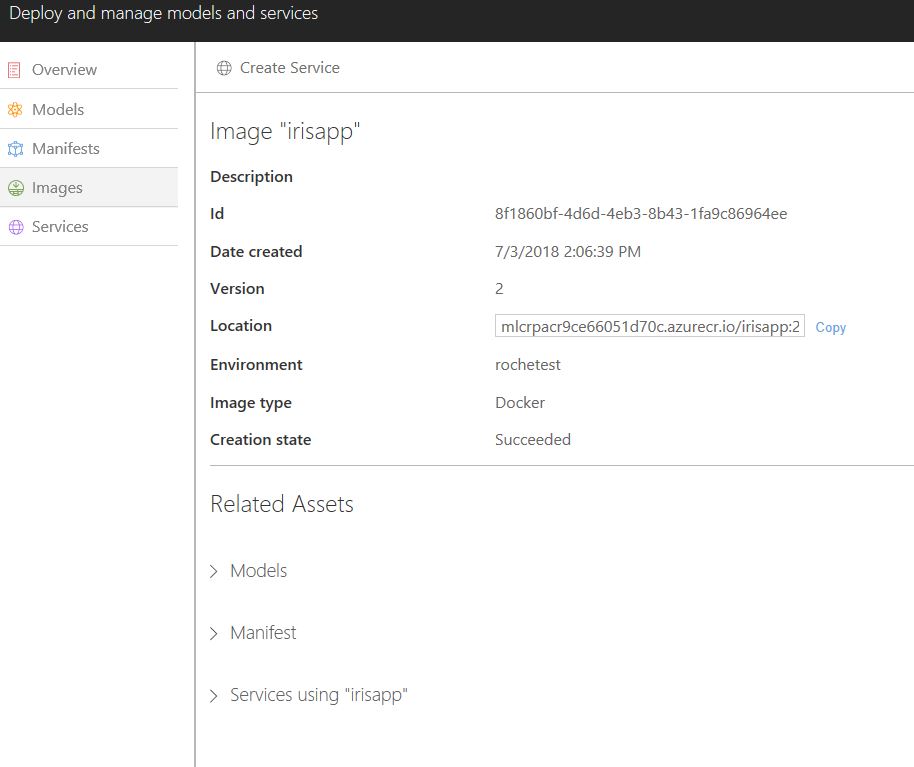 Deploy and manage models and services
Overview
Models
Manifests
Images
Services
Create Service
Image "irisapp"
Description
Id 8f1860bf-4d6d-4eb3-8b43-1fa9c86964ee
Date created 7/3/2018 2:06:39 PM
Version 2
Location mlcrpacr9ce66051d70c.azurecr.io/irisapp:2 Copy
Environment rochetest
Image type Docker
Creation state Succeeded
Related Assets
Models
Manifest
Services using "irisapp"